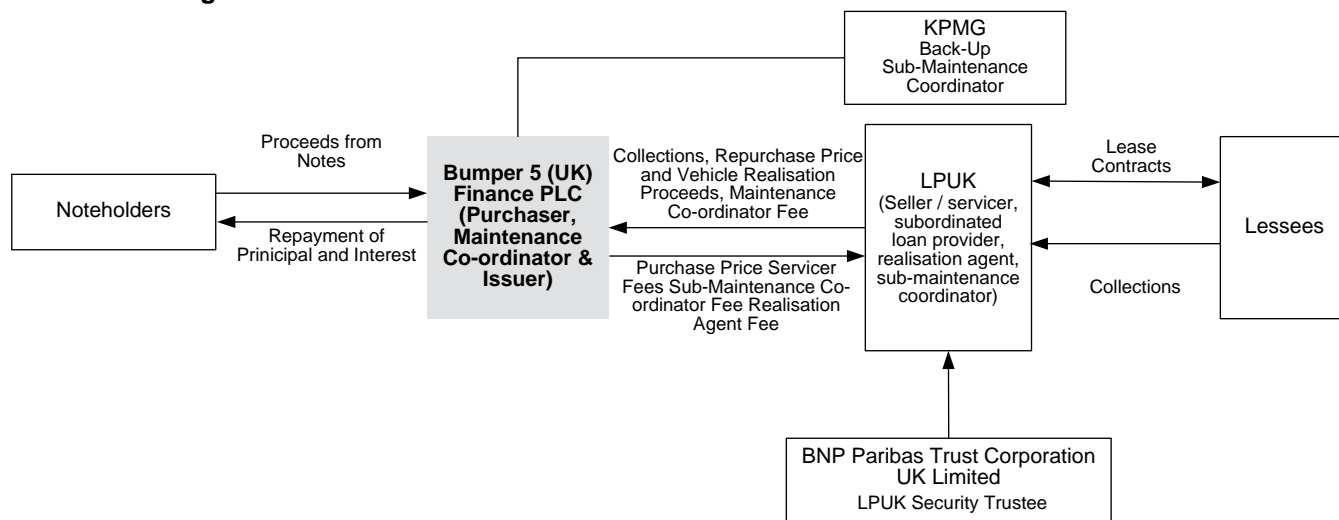 KPMG
Back-Up
Sub-Maintenance
Coordinator
Proceeds from
Notes
Noteholders
Repayment of
Prinicipal and Interest
Bumper 5 (UK)
Finance PLC
(Purchaser,
Maintenance
Co-ordinator &
Issuer)
Collections, Repurchase Price
and Vehicle Realisation
Proceeds, Maintenance
Co-ordinator Fee
Purchase Price Servicer
Fees Sub-Maintenance Co-
ordinator Fee Realisation
Agent Fee
LPUK
(Seller / servicer,
subordinated
loan provider,
realisation agent,
sub-maintenance
coordinator)
Lease
Contracts
Collections
Lessees
BNP Paribas Trust Corporation
UK Limited
LPUK Security Trustee